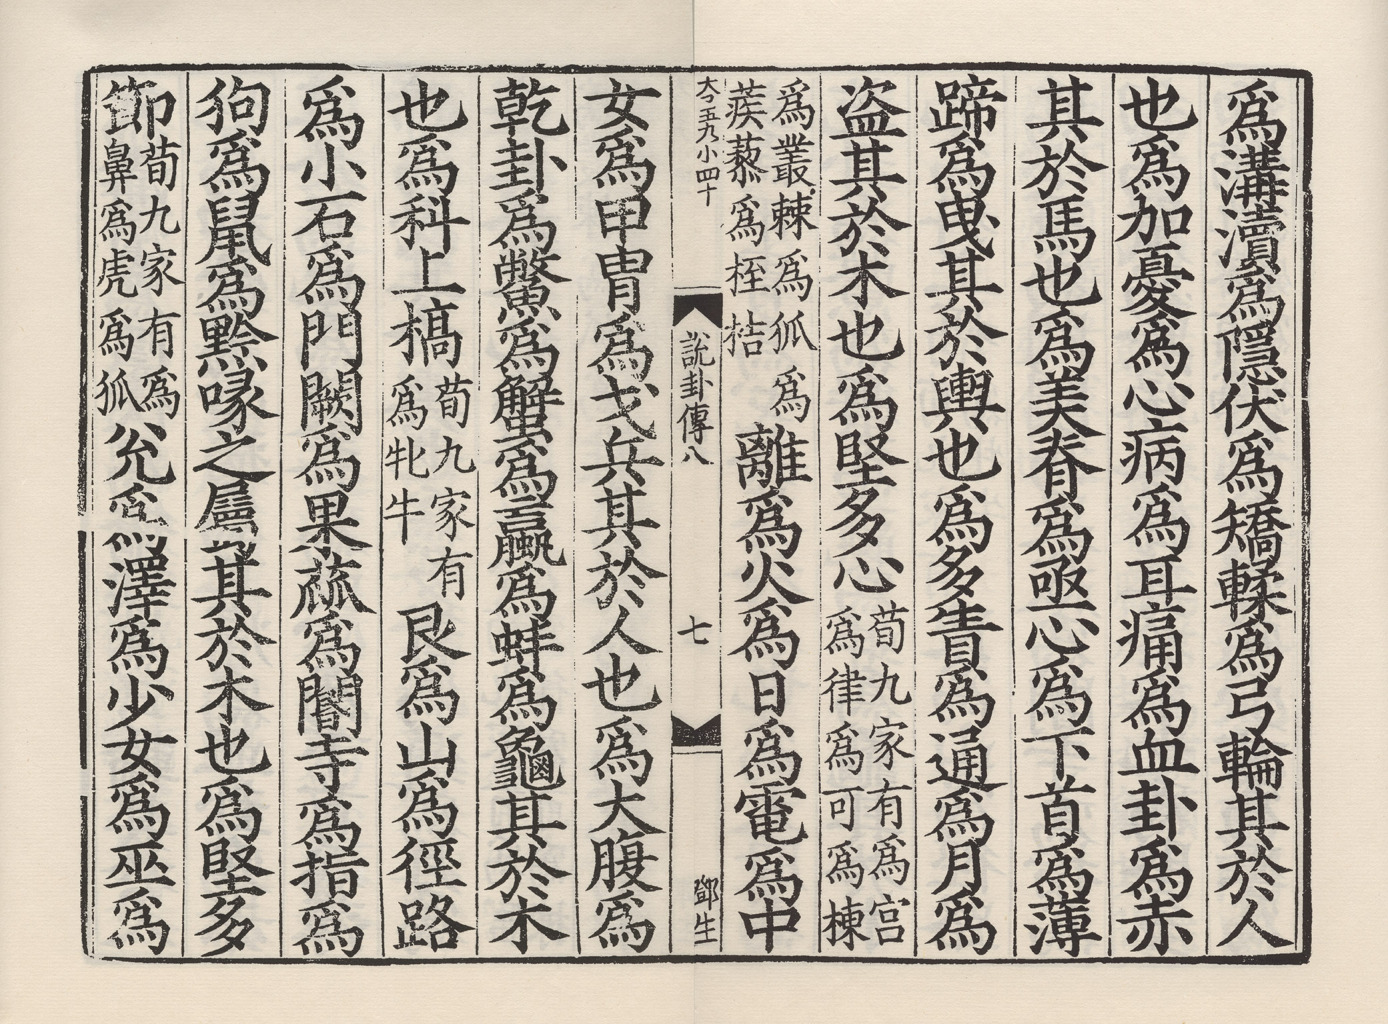 爲溝瀆爲隱伏爲矯輮爲弓輪其於人
也爲加憂爲心病爲耳痛爲血卦爲赤
其於馬也爲美脊爲亟心爲下首爲薄
蹄爲曳其於輿也爲多眚爲通爲月爲
盗其於木也爲堅多心荀九家有爲宫
爲律爲可爲棟
爲叢棘爲狐爲
蒺藜爲桎梏
離爲火爲日爲電爲中
大今五九小四十
説卦傳八
七
鄧生
女爲甲胄爲戈兵其於人也爲大腹爲
乾卦爲鱉爲蟹爲蠃爲蚌爲龜其於木
也爲科上槁荀九家有
爲牝牛
艮爲山爲徑路
爲小石爲門闕爲果蓏爲閽寺爲指爲
狗爲鼠爲黔喙之屬其於木也爲堅多
節荀九家有爲
鼻爲虎爲狐
兊爲澤爲少女爲巫爲